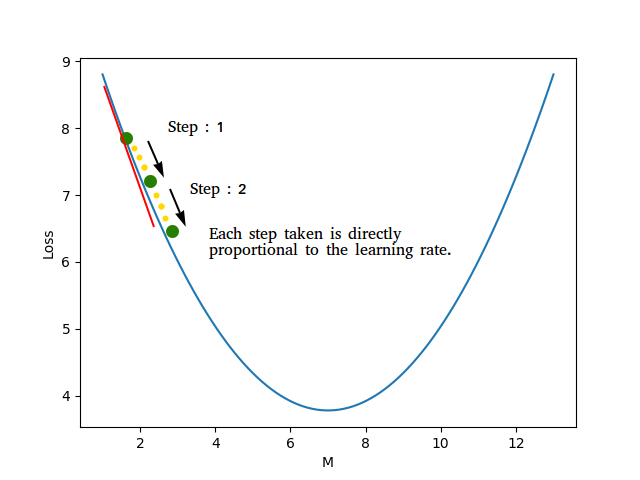 9
8
7
6
5
4
Loss
Step : 1
Step : 2
Each step taken is directly
proportional to the learning rate.
2 4 6 8 10 12
M